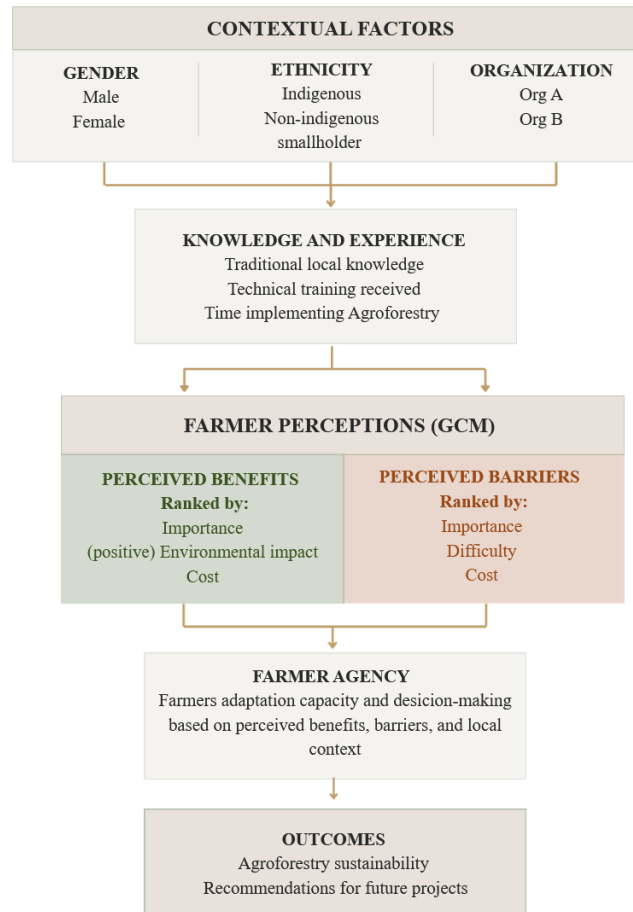 CONTEXTUAL FACTORS
GENDER
Male
Female
ETHNICITY
Indigenous
Non-indigenous
smallholder
ORGANIZATION
Org A
Org B
KNOWLEDGE AND EXPERIENCE
Traditional local knowledge
Technical training received
Time implementing Agroforestry
FARMER PERCEPTIONS (GCM)
PERCEIVED BENEFITS
Ranked by:
Importance
(positive) Environmental impact
Cost
PERCEIVED BARRIERS
Ranked by:
Importance
Difficulty
Cost
FARMER AGENCY
Farmers adaptation capacity and desicion-making
based on perceived benefits, barriers, and local
context
OUTCOMES
Agroforestry sustainability
Recommendations for future projects